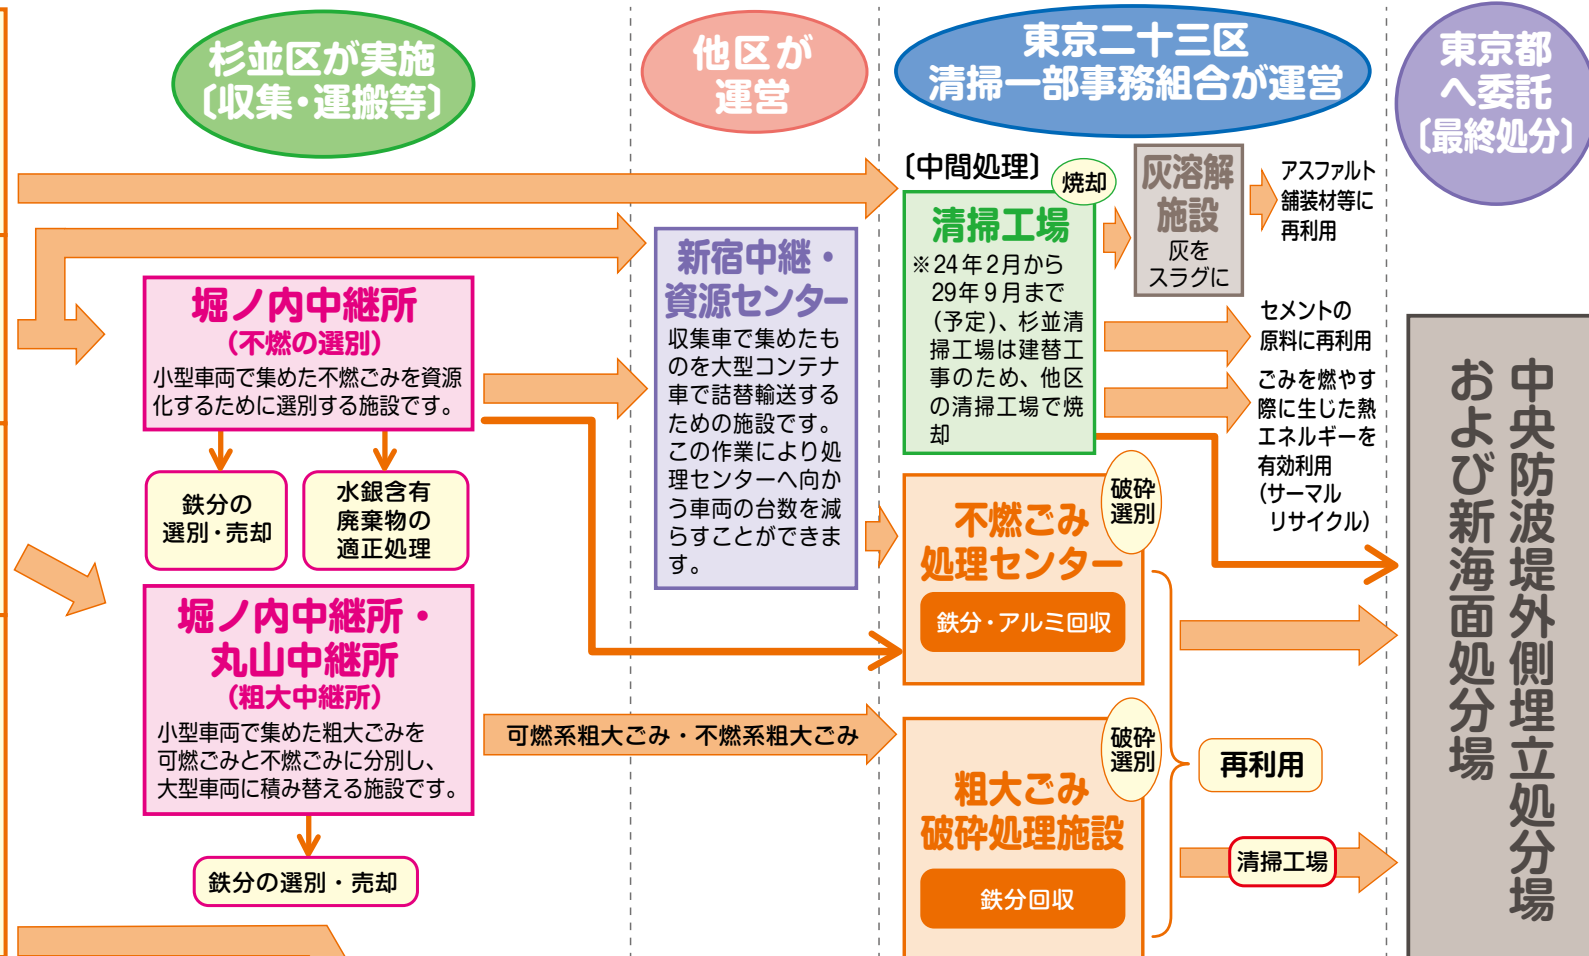 杉並区が実施
〔収集・運搬等〕
他区が
運営
東京二十三区
清掃一部事務組合が運営
東京都
へ委託
〔最終処分〕
〔中間処理〕
焼却
清掃工場
※24年2月から
29年9月まで
(予定)、杉並清
掃工場は建替工
事のため、他区
の清掃工場で焼
却
灰溶解
施設
灰を
スラグに
アスファルト
舗装材等に
再利用
セメントの
原料に再利用
ごみを燃やす
際に生じた熱
エネルギーを
有効利用
(サーマル
リサイクル)
堀ノ内中継所
(不燃の選別)
小型車両で集めた不燃ごみを資源
化するために選別する施設です。
鉄分の
選別・売却
水銀含有
廃棄物の
適正処理
新宿中継・
資源センター
収集車で集めたも
のを大型コンテナ
車で詰替輸送する
ための施設です。
この作業により処
理センターへ向か
う車両の台数を減
らすことができま
す。
破砕
選別
不燃ごみ
処理センター
鉄分・アルミ回収
堀ノ内中継所・
丸山中継所
(粗大中継所)
小型車両で集めた粗大ごみを
可燃ごみと不燃ごみに分別し、
大型車両に積み替える施設です。
鉄分の選別・売却
可燃系粗大ごみ・不燃系粗大ごみ
破砕
選別
粗大ごみ
破砕処理施設
鉄分回収
再利用
清掃工場
中央防波堤外側埋立処分場
および新海面処分場